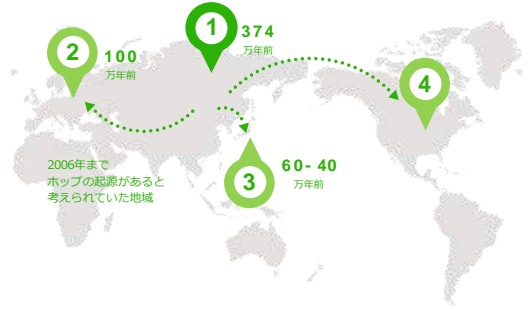 1
374
万年前
2
100
万年前
4
2006年まで
ホップの起源があると
考えられていた地域
3
60-40
万年前